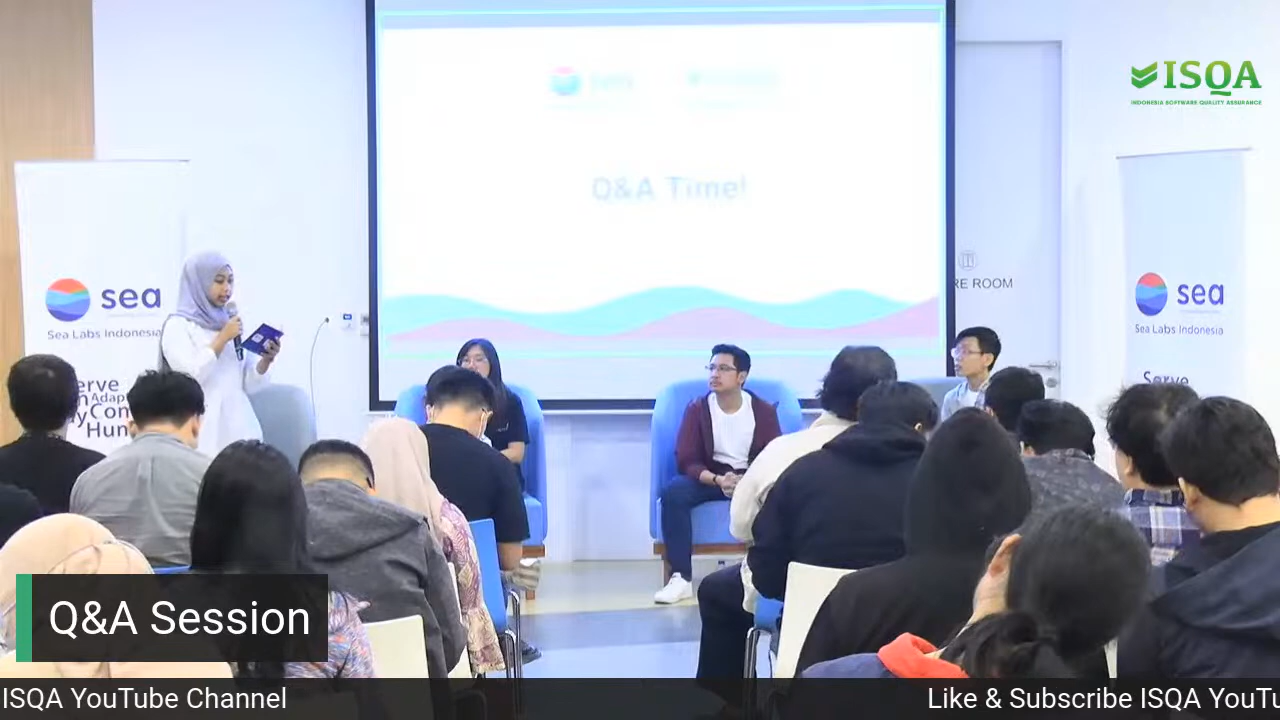 ISQA
INDONESIA SOFTWARE QUALITY ASSURANCE
Q&A Time!
sea
Sea Labs Indonesia
erve
Adap
Com
Hun
RE ROOM
sea
Sea Labs Indonesia
Serve
Q&A Session
ISQA YouTube Channel
Like & Subscribe ISQA YouTu